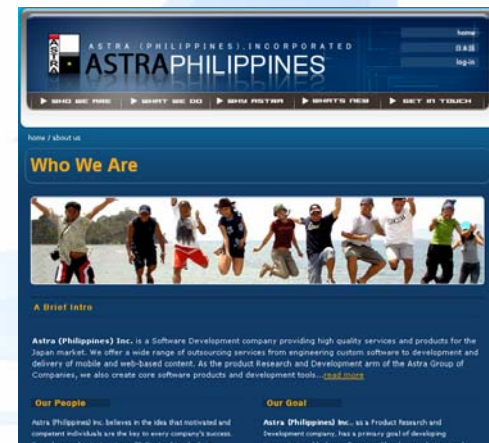 ASTRA (PHILIPPINES), INCORPORATED
ASTRAPHILIPPINES
home
日本語
log-in
WHO WE ARE
WHAT WE DO
WHY ASTRA
WHATS NEW
GET IN TOUCH
home / about us
Who We Are
A Brief Intro
Astra (Philippines) Inc. is a Software Development company providing high quality services and products for the
Japan market. We offer a wide range of outsourcing services from engineering custom software to development and
delivery of mobile and web-based content. As the product Research and Development arm of the Astra Group of
Companies, we also create core software products and development tools...read more
Our People
Astra (Philippines) Inc. believes in the idea that motivated and
competent individuals are the key to every company's success.
Our Goal
Astra (Philippines) Inc., as a Product Research and
Development company, has a primary goal of developing